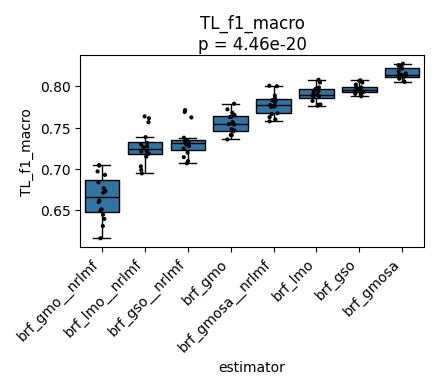 TL_f1_macro
p = 4.46e-20
TL_f1_macro
0.80
0.75
0.70
0.65
brf_gmo__nrlmf
brf_lmo__nrlmf
brf_gso__nrlmf
brf_gmo
brf_gmosa__nrlmf
brf_lmo
brf_gso
brf_gmosa
estimator